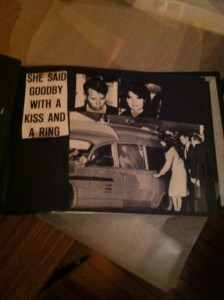 SHE SAID
GOODBY
WITH A
KISS AND
A RING